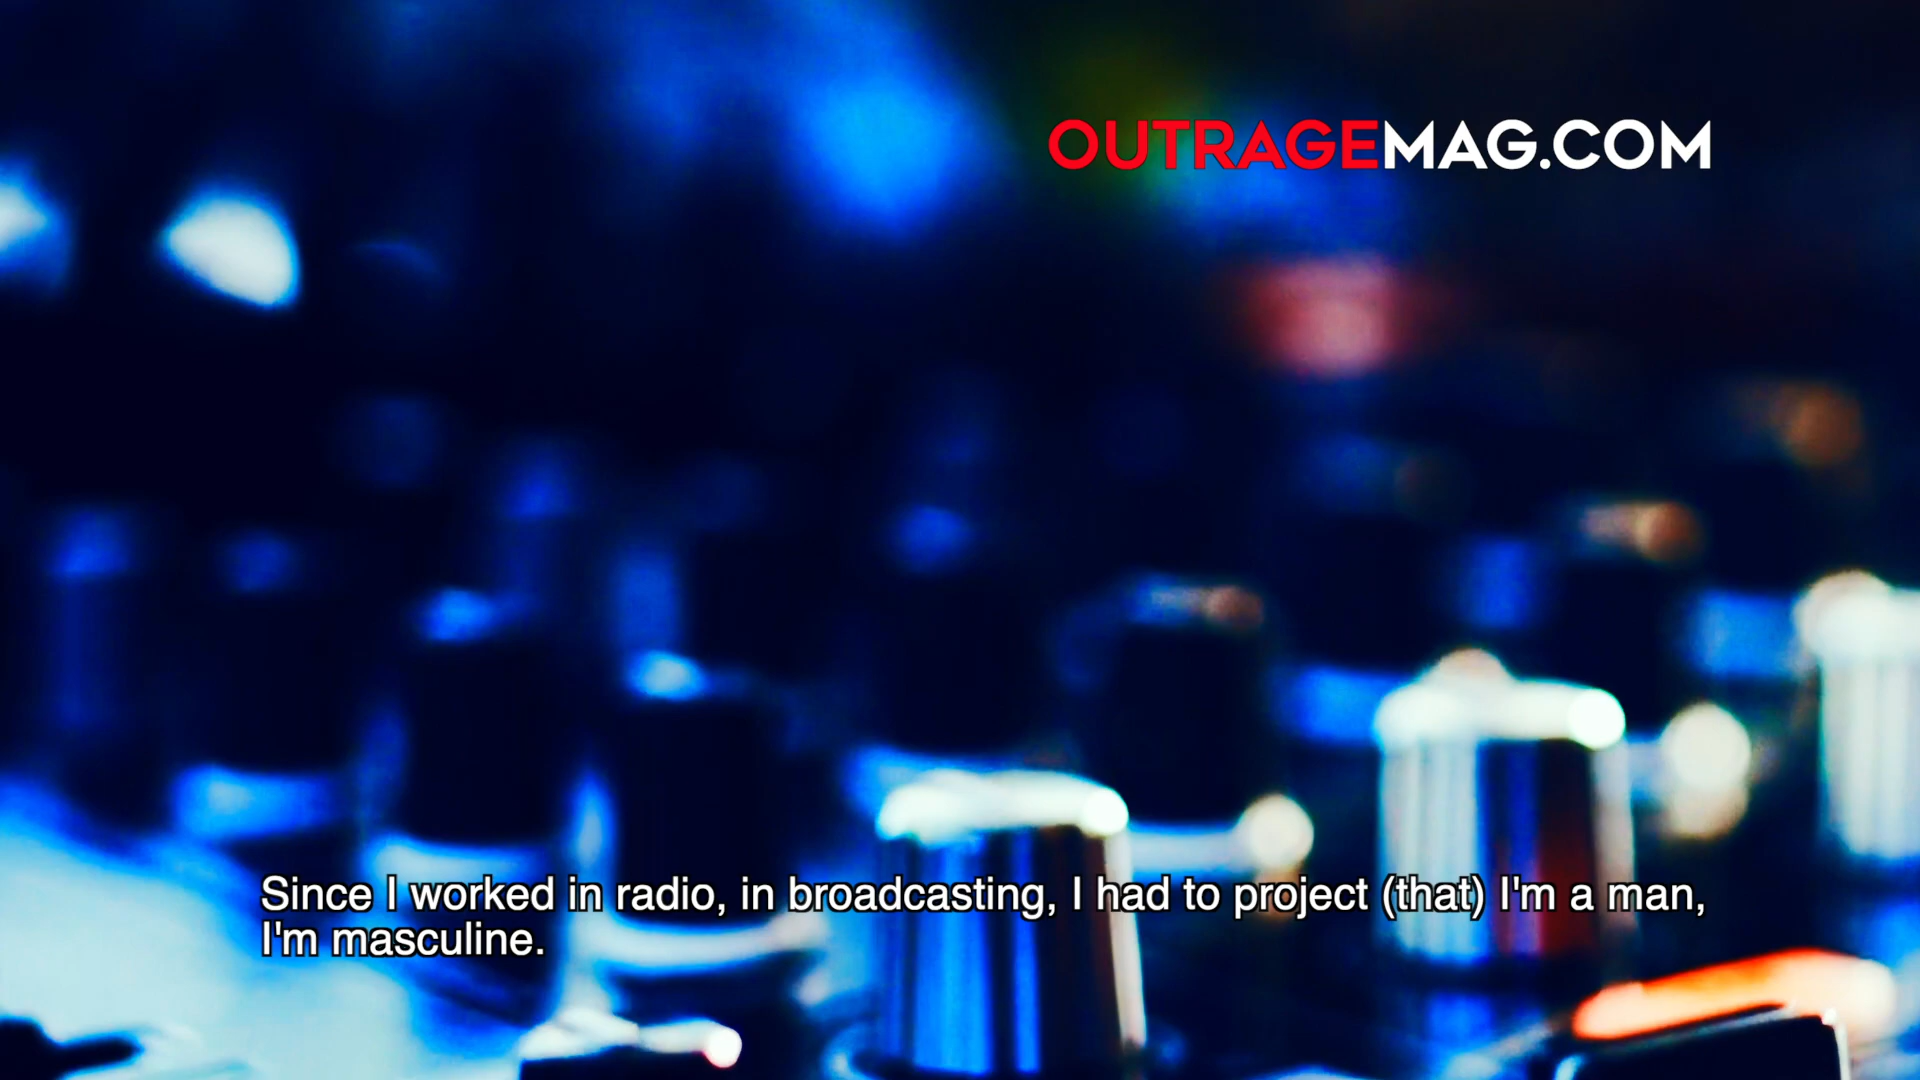 OUTRAGEMAG.COM
Since I worked in radio, in broadcasting, I had to project (that) I'm a man,
I'm masculine.